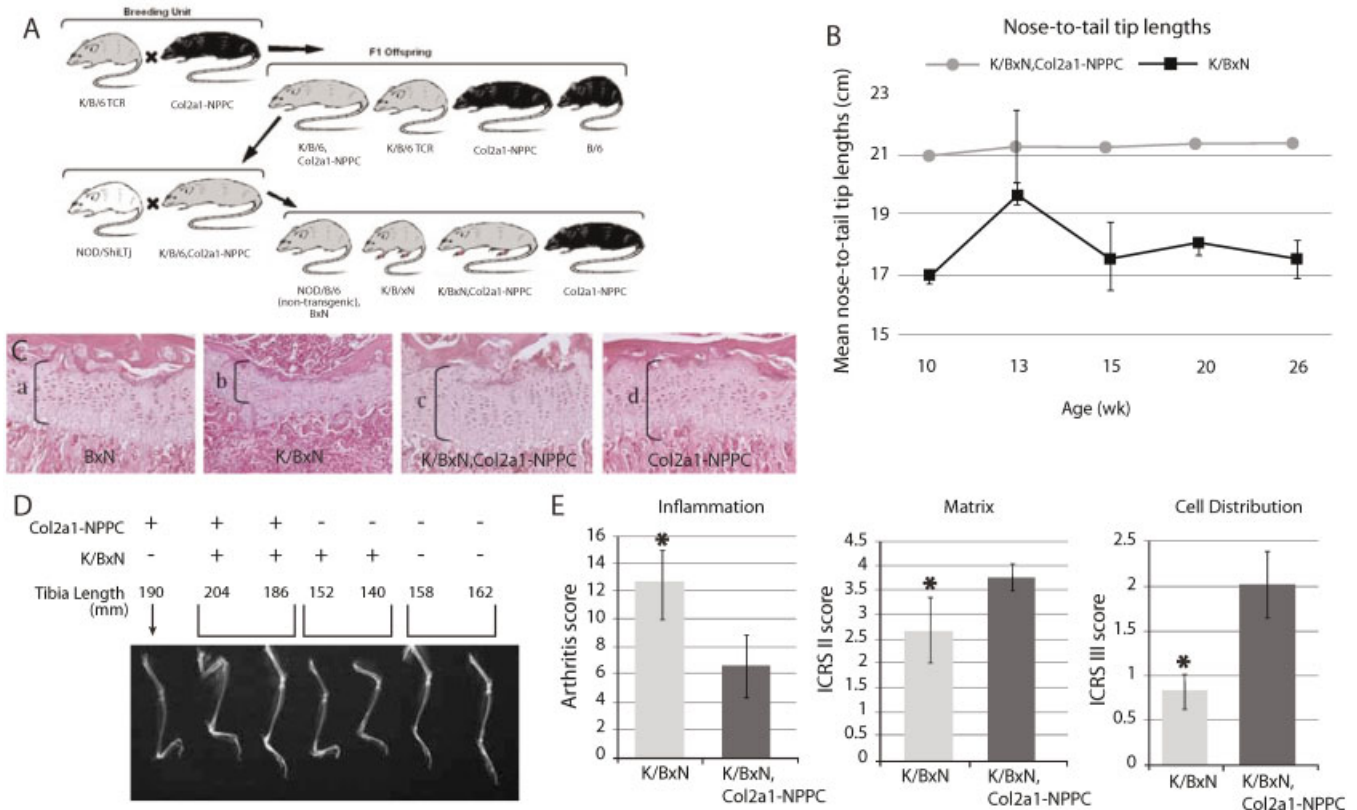 A
Breeding Unit
K/B/6 TCR
Col2a1-NPPC
F1 Offspring
K/B/6,
Col2a1-NPPC
K/B/6 TCR
Col2a1-NPPC
B/6
NOD/ShiLTJ
K/B/6,Col2a1-NPPC
NOD/B/6
(non-transgenic),
BxN
K/B/xN
K/BxN,Col2a1-NPPC
Col2a1-NPPC
B
Nose-to-tail tip lengths
K/BxN,Col2a1-NPPC
K/BxN
Mean nose-to-tail tip lengths (cm)
23
21
19
17
15
10 13 15 20 26
Age (wk)
C
a
BxN
b
K/BxN
c
K/BxN,Col2a1-NPPC
d
Col2a1-NPPC
D
Col2a1-NPPC + + + - - - -
K/BxN - + + + + - -
Tibia Length 190 204 186 152 140 158 162
(mm)
E
Inflammation
Arthritis score
16
14
12
10
8
6
4
2
0
*
K/BxN
K/BxN,
Col2a1-NPPC
Matrix
ICRS II score
4.5
4
3.5
3
2.5
2
1.5
1
0.5
0
*
K/BxN
K/BxN,
Col2a1-NPPC
Cell Distribution
ICRS III score
2.5
2
1.5
1
0.5
0
*
K/BxN
K/BxN,
Col2a1-NPPC